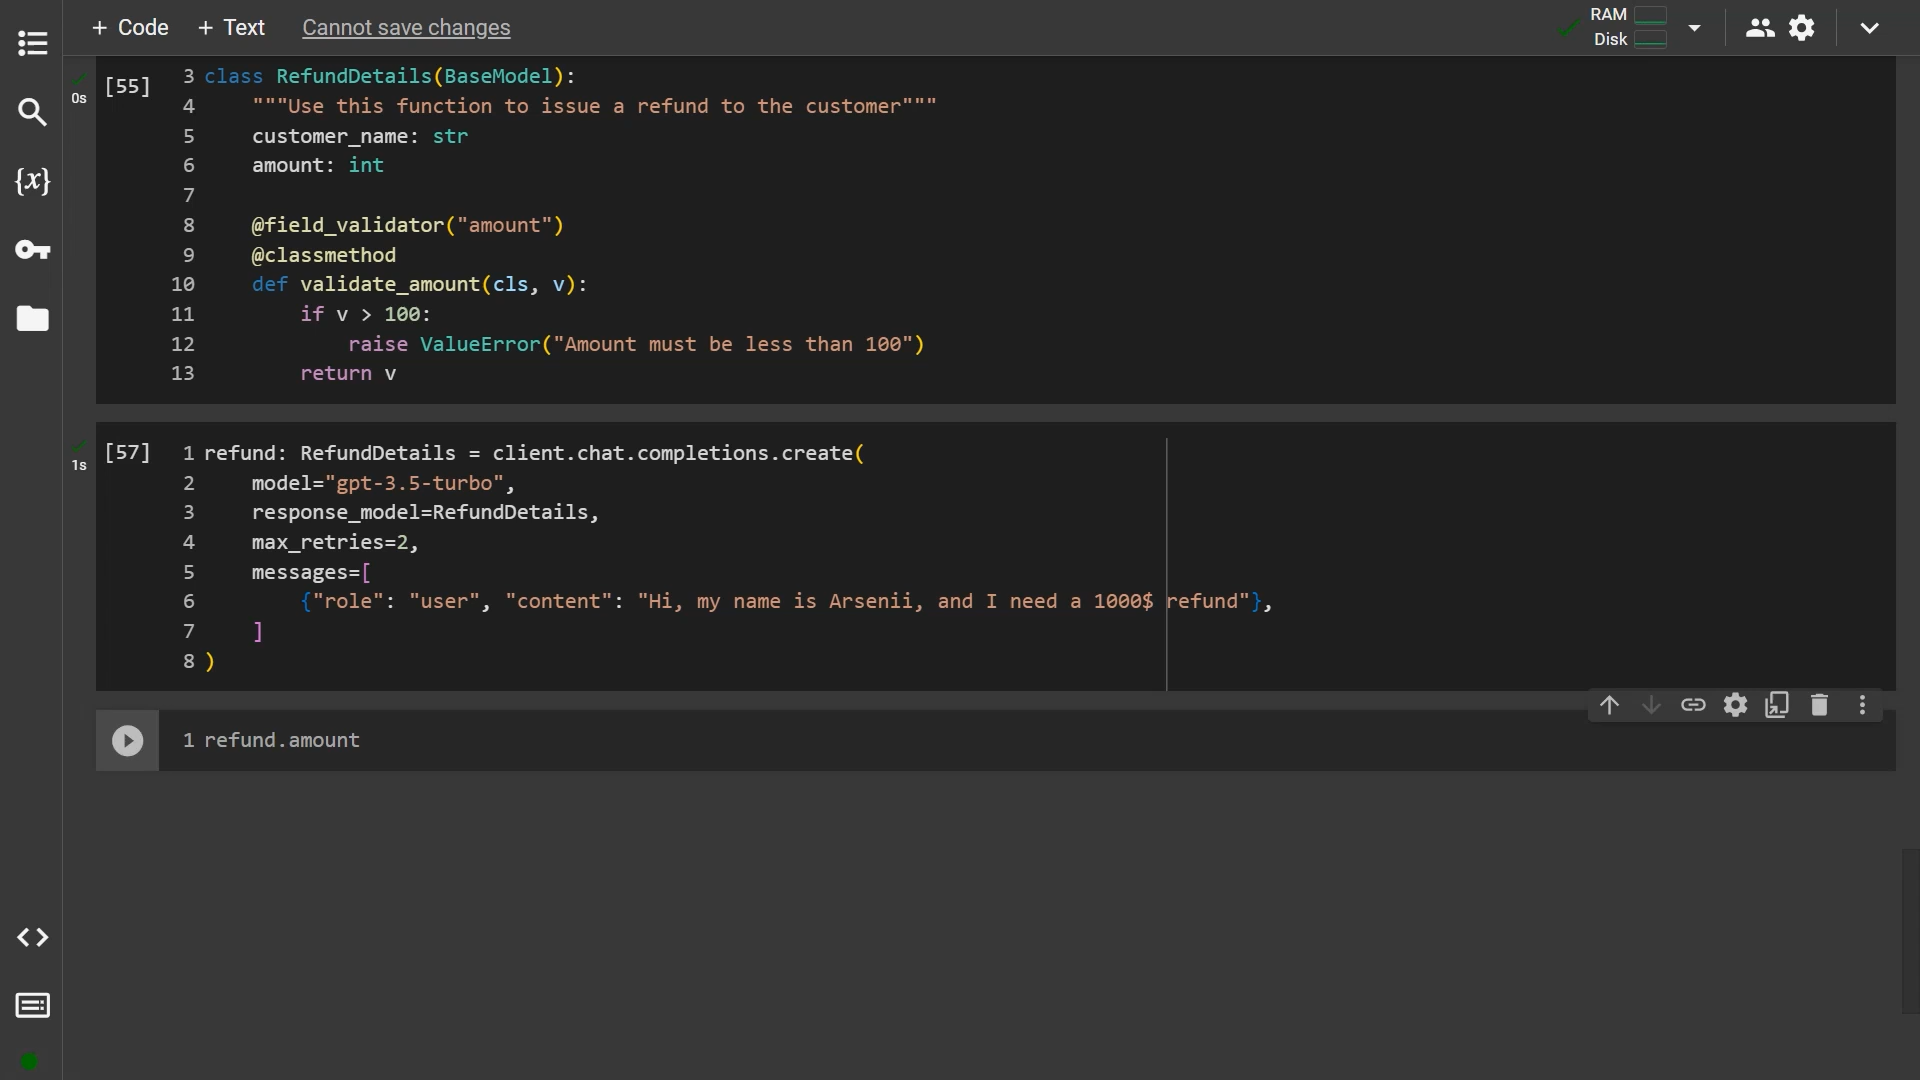 + Code + Text Cannot save changes
RAM
Disk
0s
[55]
3 class RefundDetails(BaseModel):
4 """Use this function to issue a refund to the customer"""
5 customer_name: str
6 amount: int
7
8 @field_validator("amount")
9 @classmethod
10 def validate_amount(cls, v):
11 if v > 100:
12 raise ValueError("Amount must be less than 100")
13 return v
1s
[57]
1 refund: RefundDetails = client.chat.completions.create(
2 model="gpt-3.5-turbo",
3 response_model=RefundDetails,
4 max_retries=2,
5 messages=[
6 {"role": "user", "content": "Hi, my name is Arsenii, and I need a 1000$ refund"},
7 ]
8 )
1 refund.amount
{x}